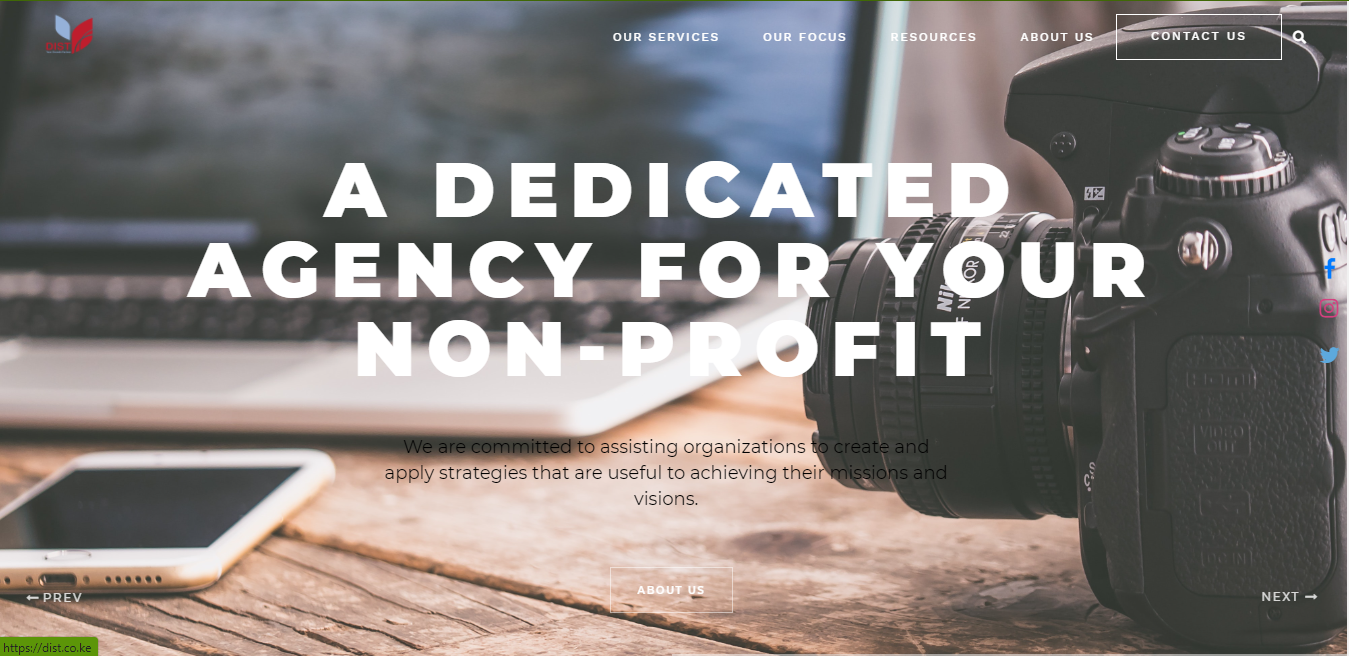 OUR SERVICES
OUR FOCUS
RESOURCES
ABOUT US
CONTACT US
A DEDICATED
AGENCY FOR YOUR
NON-PROFIT
We are committed to assisting organizations to create and
apply strategies that are useful to achieving their missions and
visions.
ABOUT US
PREV
NEXT
https://dist.co.ke